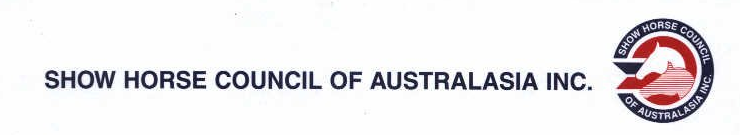 SHOW HORSE COUNCIL OF AUSTRALASIA INC.
SHOW HORSE COUNCIL
OF AUSTRALASIA INC.